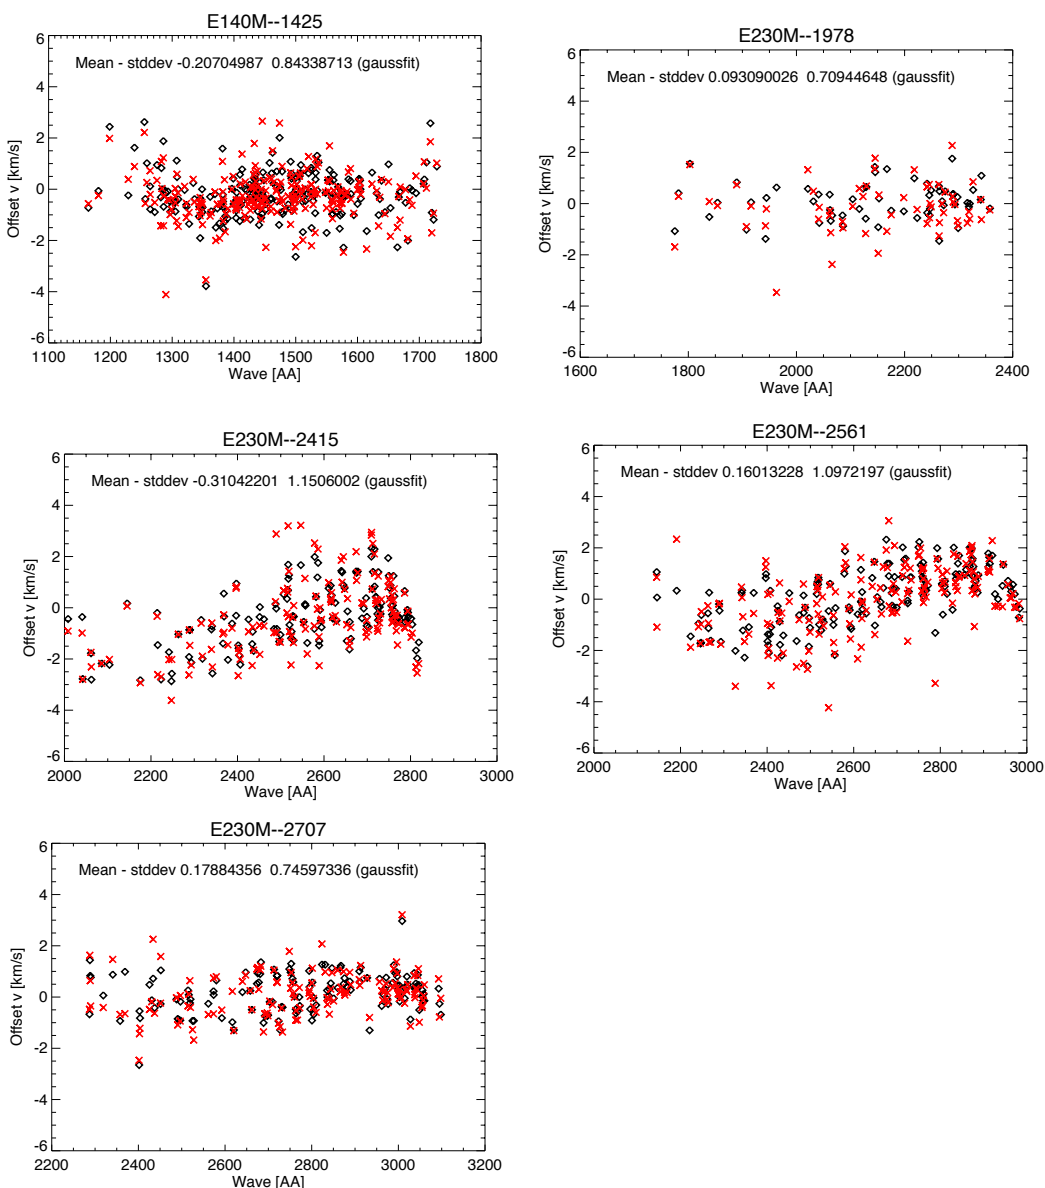 E140M--1425
Mean - stddev -0.20704987 0.84338713 (gaussfit)
6
4
2
0
-2
-4
-6
Offset v [km/s]
1100 1200 1300 1400 1500 1600 1700 1800
Wave [AA]
E230M--1978
Mean - stddev 0.093090026 0.70944648 (gaussfit)
6
4
2
0
-2
-4
-6
Offset v [km/s]
1600 1800 2000 2200 2400
Wave [AA]
E230M--2415
Mean - stddev -0.31042201 1.1506002 (gaussfit)
6
4
2
0
-2
-4
-6
Offset v [km/s]
2000 2200 2400 2600 2800 3000
Wave [AA]
E230M--2561
Mean - stddev 0.16013228 1.0972197 (gaussfit)
6
4
2
0
-2
-4
-6
Offset v [km/s]
2000 2200 2400 2600 2800 3000
Wave [AA]
E230M--2707
Mean - stddev 0.17884356 0.74597336 (gaussfit)
6
4
2
0
-2
-4
-6
Offset v [km/s]
2200 2400 2600 2800 3000 3200
Wave [AA]